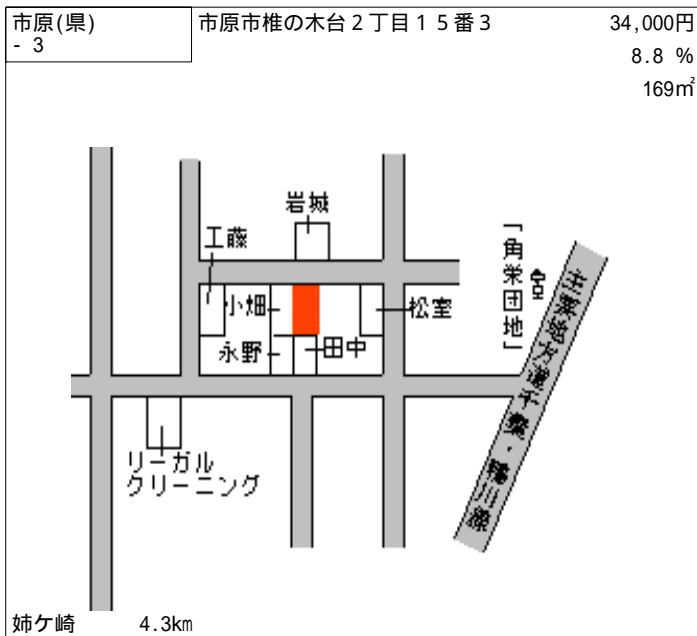 市原(県)
- 3
市原市椎の木台２丁目１５番３
34,000円
8.8 %
169㎡
岩城
工藤
「角栄団地」
小畑
松室
永野
田中
主要地方道千葉・鴨川線
リーガル
クリーニング
姉ケ崎 4.3km